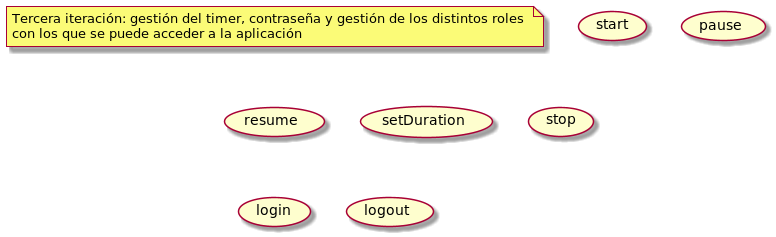 Tercera iteración: gestión del timer, contraseña y gestión de los distintos roles
con los que se puede acceder a la aplicación
start
pause
resume
setDuration
stop
login
logout